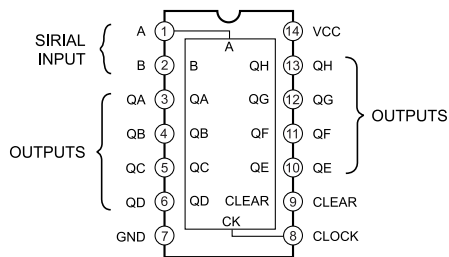 A 1 14 VCC
SIRIAL INPUT
A
B 2 B QH 13 QH
QA 3 QA QG 12 QG
OUTPUTS
QB 4 QB QF 11 QF
OUTPUTS
QC 5 QC QE 10 QE
QD 6 QD CLEAR 9 CLEAR
CK
GND 7 8 CLOCK